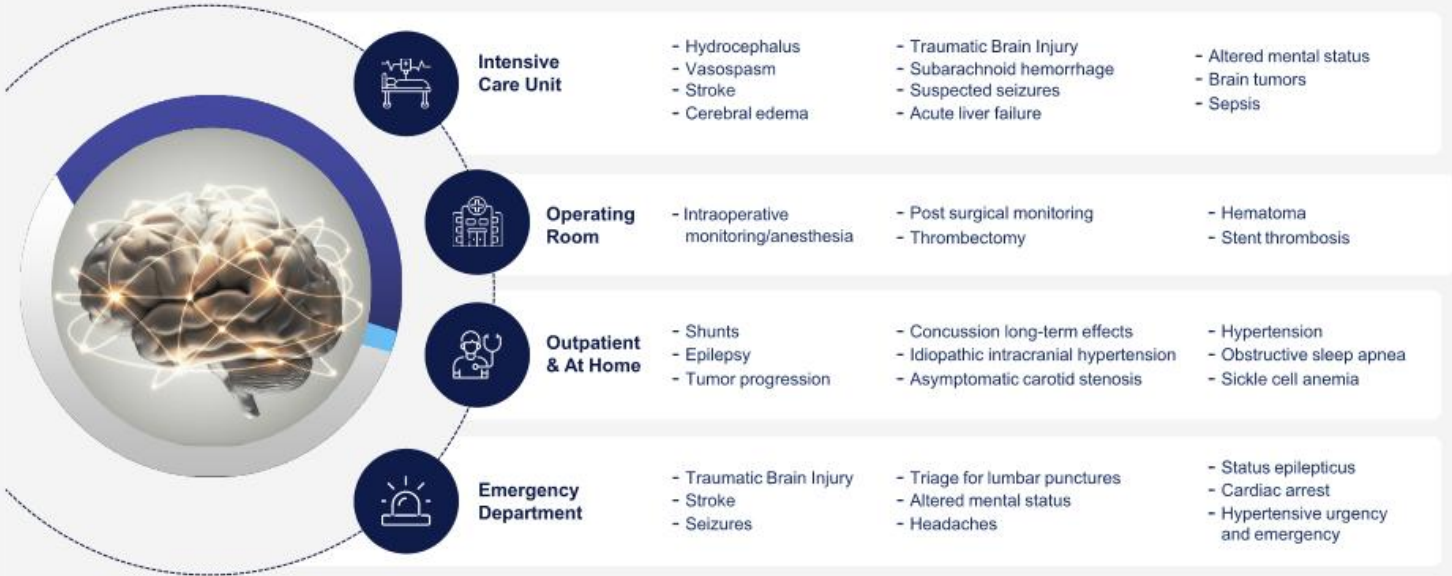 Intensive
Care Unit
- Hydrocephalus
- Vasospasm
- Stroke
- Cerebral edema
- Traumatic Brain Injury
- Subarachnoid hemorrhage
- Suspected seizures
- Acute liver failure
- Altered mental status
- Brain tumors
- Sepsis
Operating
Room
- Intraoperative
monitoring/anesthesia
- Post surgical monitoring
- Thrombectomy
- Hematoma
- Stent thrombosis
Outpatient
& At Home
- Shunts
- Epilepsy
- Tumor progression
- Concussion long-term effects
- Idiopathic intracranial hypertension
- Asymptomatic carotid stenosis
- Hypertension
- Obstructive sleep apnea
- Sickle cell anemia
Emergency
Department
- Traumatic Brain Injury
- Stroke
- Seizures
- Triage for lumbar punctures
- Altered mental status
- Headaches
- Status epilepticus
- Cardiac arrest
- Hypertensive urgency
and emergency